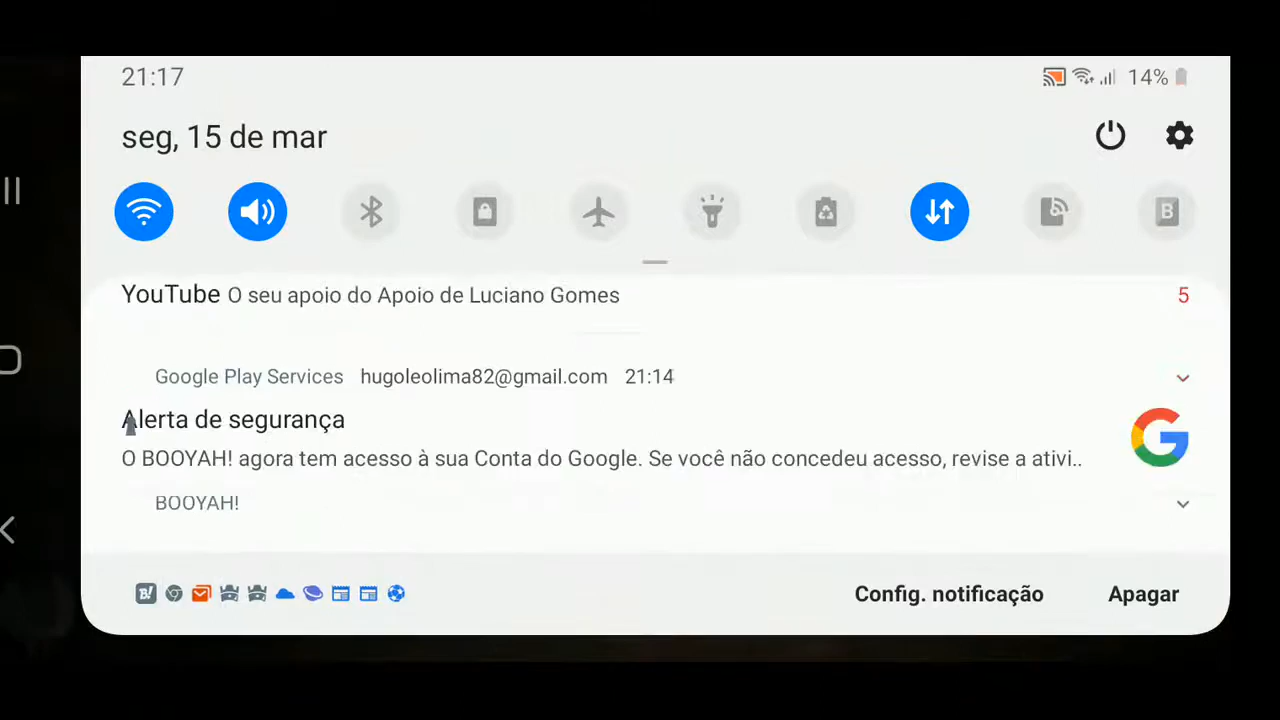 21:17
14%
seg, 15 de mar
B
YouTube O seu apoio do Apoio de Luciano Gomes
5
Google Play Services hugoleolima82@gmail.com 21:14
Alerta de segurança
O BOOYAH! agora tem acesso à sua Conta do Google. Se você não concedeu acesso, revise a ativi..
BOOYAH!
B!
Config. notificação
Apagar